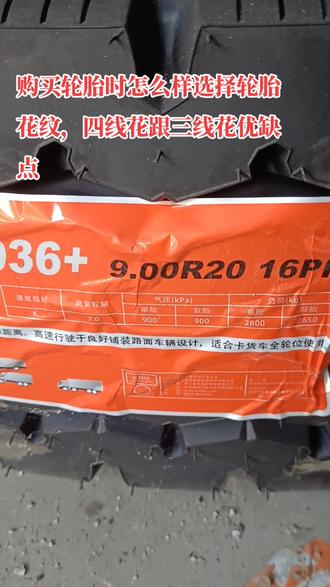 购买轮胎时怎么样选择轮胎
花纹，四线花跟三线花优缺
点
036+ 9.00R20 16P
速度级别 测量轮辋 气压(kPa) 负荷(Kg)
单胎 双胎 单胎 双胎
K 7.0 900 900 2800 2650
距离、高速行驶于良好铺装路面车辆设计，适合卡货车全轮位使用